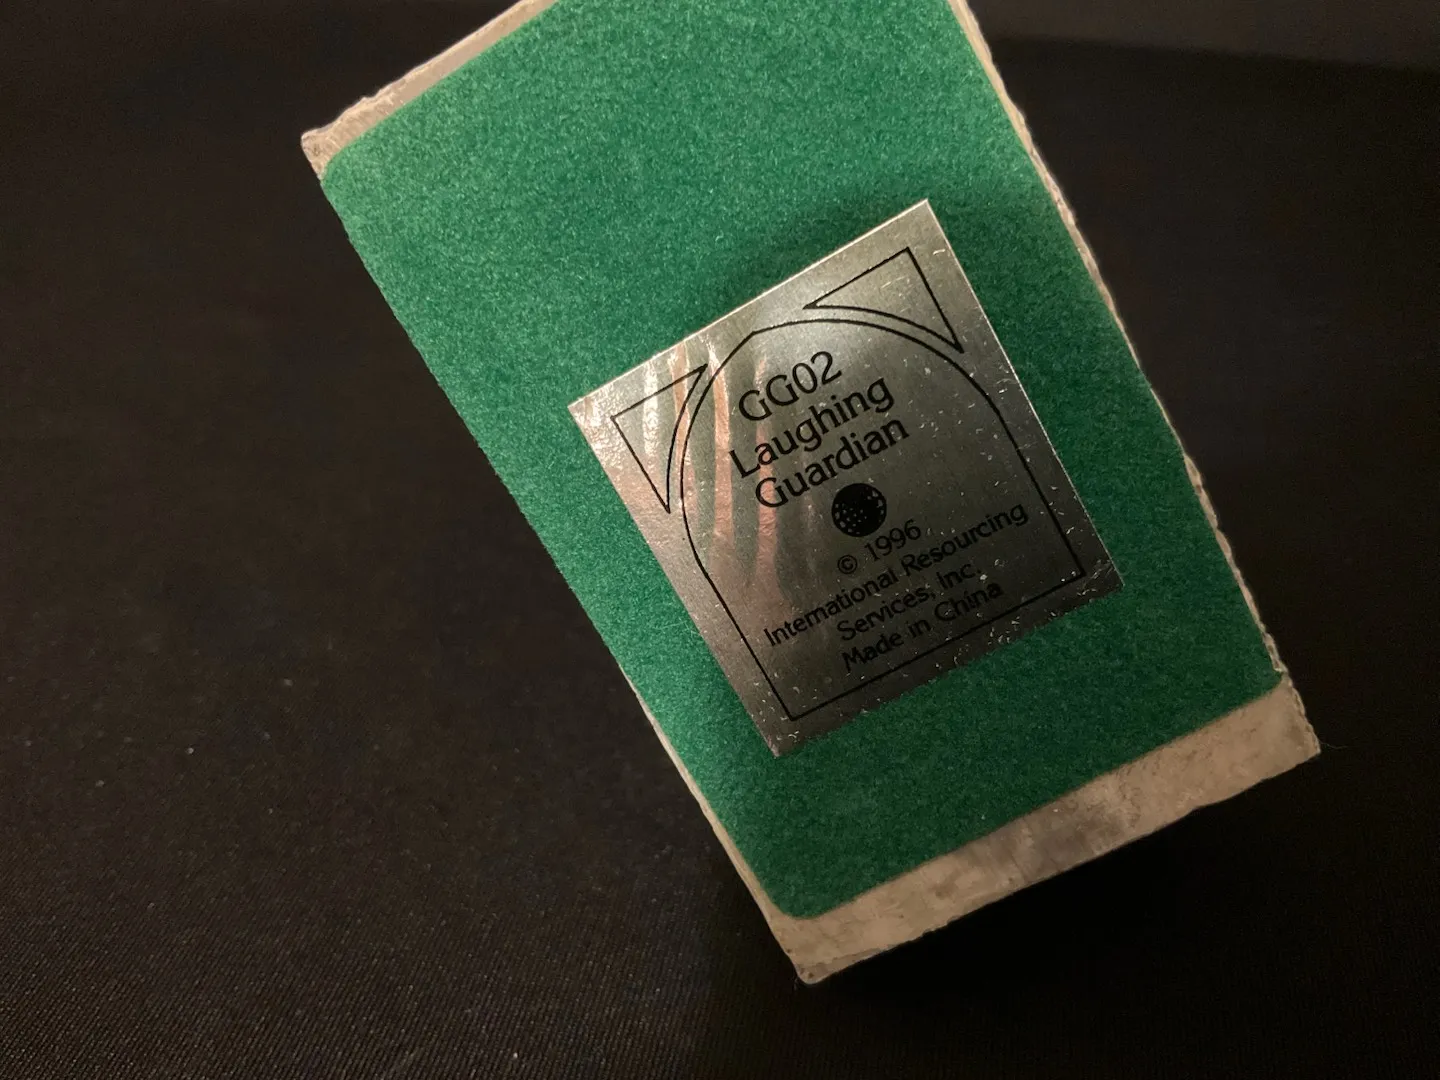 GG02
Laughing
Guardian
© 1996
International Resourcing
Services, Inc.
Made in China